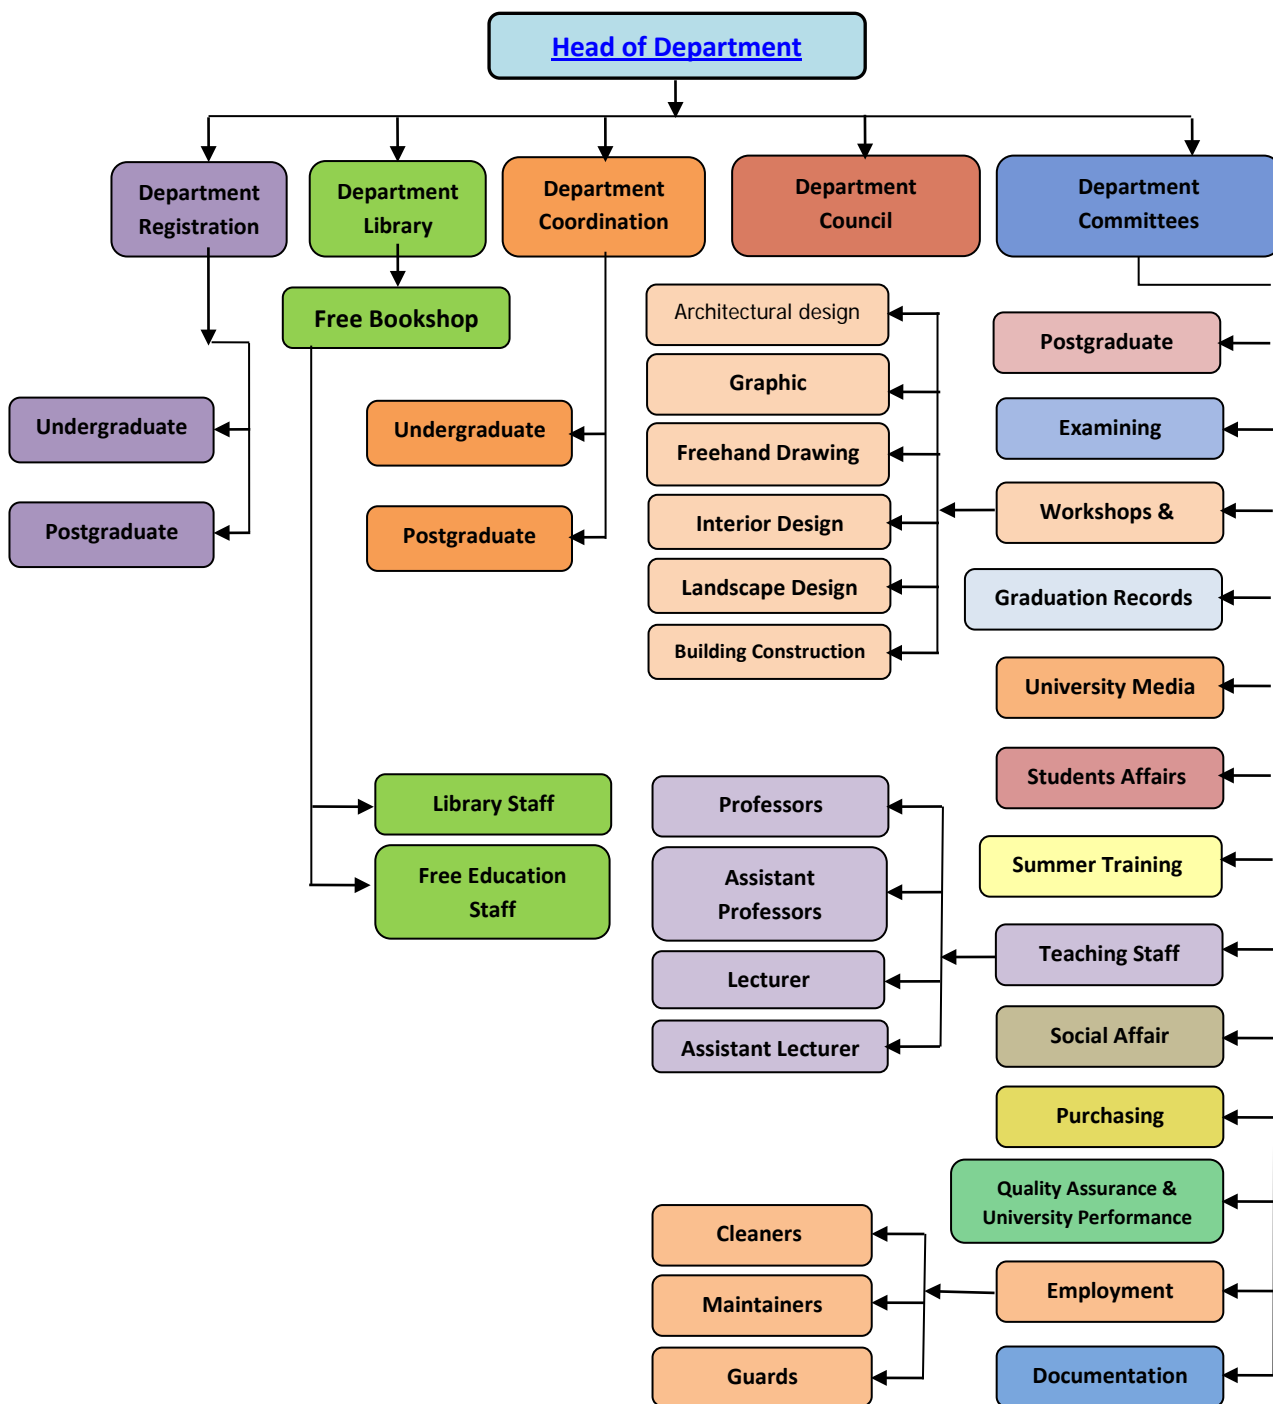 Head of Department
Department
Registration
Department
Library
Department
Coordination
Department
Council
Department
Committees
Free Bookshop
Architectural design
Postgraduate
Graphic
Undergraduate
Undergraduate
Examining
Freehand Drawing
Postgraduate
Postgraduate
Interior Design
Workshops &
Landscape Design
Graduation Records
Building Construction
University Media
Students Affairs
Library Staff
Professors
Summer Training
Free Education
Staff
Assistant
Professors
Teaching Staff
Lecturer
Social Affair
Assistant Lecturer
Purchasing
Quality Assurance &
University Performance
Cleaners
Employment
Maintainers
Guards
Documentation